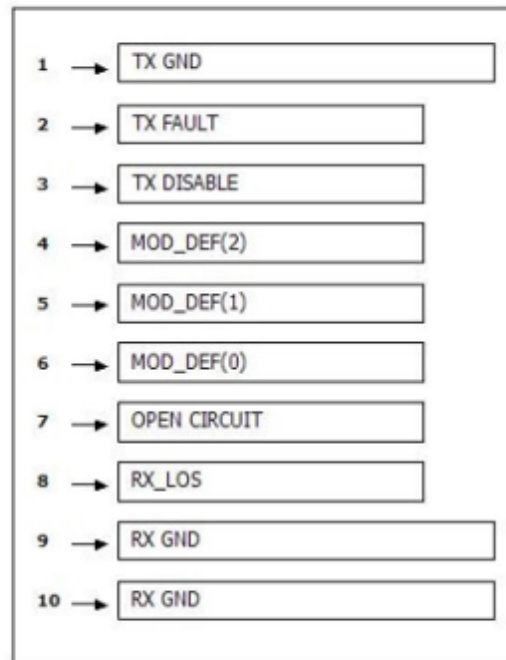 1 TX GND
2 TX FAULT
3 TX DISABLE
4 MOD_DEF(2)
5 MOD_DEF(1)
6 MOD_DEF(0)
7 OPEN CIRCUIT
8 RX_LOS
9 RX GND
10 RX GND